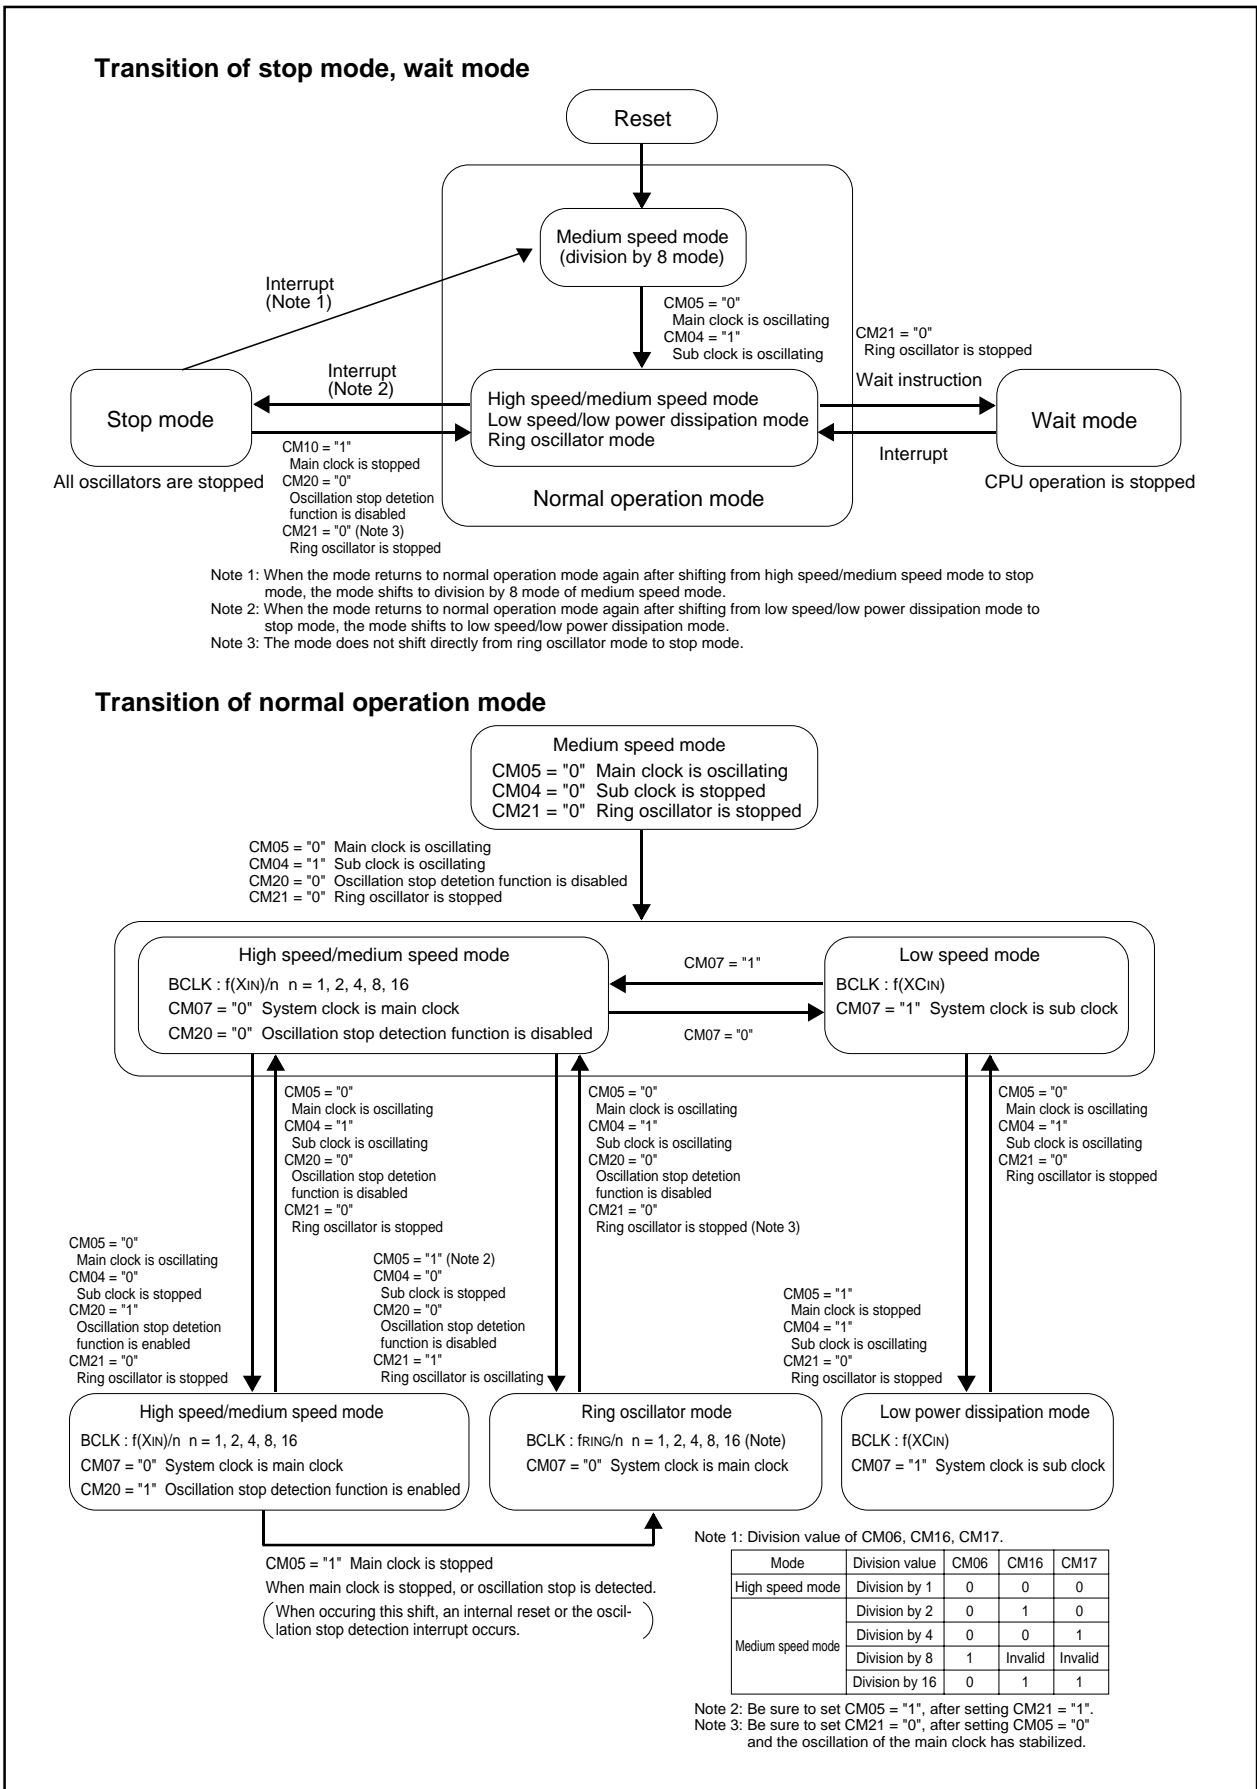 Transition of stop mode, wait mode
Reset
Medium speed mode
(division by 8 mode)
Interrupt
(Note 1)
CM05 = "0"
Main clock is oscillating
CM04 = "1"
Sub clock is oscillating
CM21 = "0"
Ring oscillator is stopped
Interrupt
(Note 2)
Wait instruction
Stop mode
High speed/medium speed mode
Low speed/low power dissipation mode
Ring oscillator mode
Wait mode
Interrupt
All oscillators are stopped
CM10 = "1"
Main clock is stopped
CM20 = "0"
Oscillation stop detetion
function is disabled
CM21 = "0" (Note 3)
Ring oscillator is stopped
Normal operation mode
CPU operation is stopped
Note 1: When the mode returns to normal operation mode again after shifting from high speed/medium speed mode to stop
mode, the mode shifts to division by 8 mode of medium speed mode.
Note 2: When the mode returns to normal operation mode again after shifting from low speed/low power dissipation mode to
stop mode, the mode shifts to low speed/low power dissipation mode.
Note 3: The mode does not shift directly from ring oscillator mode to stop mode.
Transition of normal operation mode
Medium speed mode
CM05 = "0" Main clock is oscillating
CM04 = "0" Sub clock is stopped
CM21 = "0" Ring oscillator is stopped
CM05 = "0" Main clock is oscillating
CM04 = "1" Sub clock is oscillating
CM20 = "0" Oscillation stop detetion function is disabled
CM21 = "0" Ring oscillator is stopped
High speed/medium speed mode
BCLK : f(XIN)/n n = 1, 2, 4, 8, 16
CM07 = "0" System clock is main clock
CM20 = "0" Oscillation stop detection function is disabled
CM07 = "1"
CM07 = "0"
Low speed mode
BCLK : f(XCIN)
CM07 = "1" System clock is sub clock
CM05 = "0"
Main clock is oscillating
CM04 = "1"
Sub clock is oscillating
CM20 = "0"
Oscillation stop detetion
function is disabled
CM21 = "0"
Ring oscillator is stopped
CM05 = "0"
Main clock is oscillating
CM04 = "1"
Sub clock is oscillating
CM20 = "0"
Oscillation stop detetion
function is disabled
CM21 = "0"
Ring oscillator is stopped (Note 3)
CM05 = "0"
Main clock is oscillating
CM04 = "1"
Sub clock is oscillating
CM21 = "0"
Ring oscillator is stopped
CM05 = "0"
Main clock is oscillating
CM04 = "0"
Sub clock is stopped
CM20 = "1"
Oscillation stop detetion
function is enabled
CM21 = "0"
Ring oscillator is stopped
CM05 = "1" (Note 2)
CM04 = "0"
Sub clock is stopped
CM20 = "0"
Oscillation stop detetion
function is disabled
CM21 = "1"
Ring oscillator is oscillating
CM05 = "1"
Main clock is stopped
CM04 = "1"
Sub clock is oscillating
CM21 = "0"
Ring oscillator is stopped
High speed/medium speed mode
BCLK : f(XIN)/n n = 1, 2, 4, 8, 16
CM07 = "0" System clock is main clock
CM20 = "1" Oscillation stop detection function is enabled
Ring oscillator mode
BCLK : fRING/n n = 1, 2, 4, 8, 16 (Note)
CM07 = "0" System clock is main clock
Low power dissipation mode
BCLK : f(XCIN)
CM07 = "1" System clock is sub clock
CM05 = "1" Main clock is stopped
When main clock is stopped, or oscillation stop is detected.
(When occuring this shift, an internal reset or the oscil-
lation stop detection interrupt occurs.)
Note 1: Division value of CM06, CM16, CM17.
Mode Division value CM06 CM16 CM17
High speed mode Division by 1 0 0 0
Medium speed mode Division by 2 0 1 0
Division by 4 0 0 1
Division by 8 1 Invalid Invalid
Division by 16 0 1 1
Note 2: Be sure to set CM05 = "1", after setting CM21 = "1".
Note 3: Be sure to set CM21 = "0", after setting CM05 = "0"
and the oscillation of the main clock has stabilized.